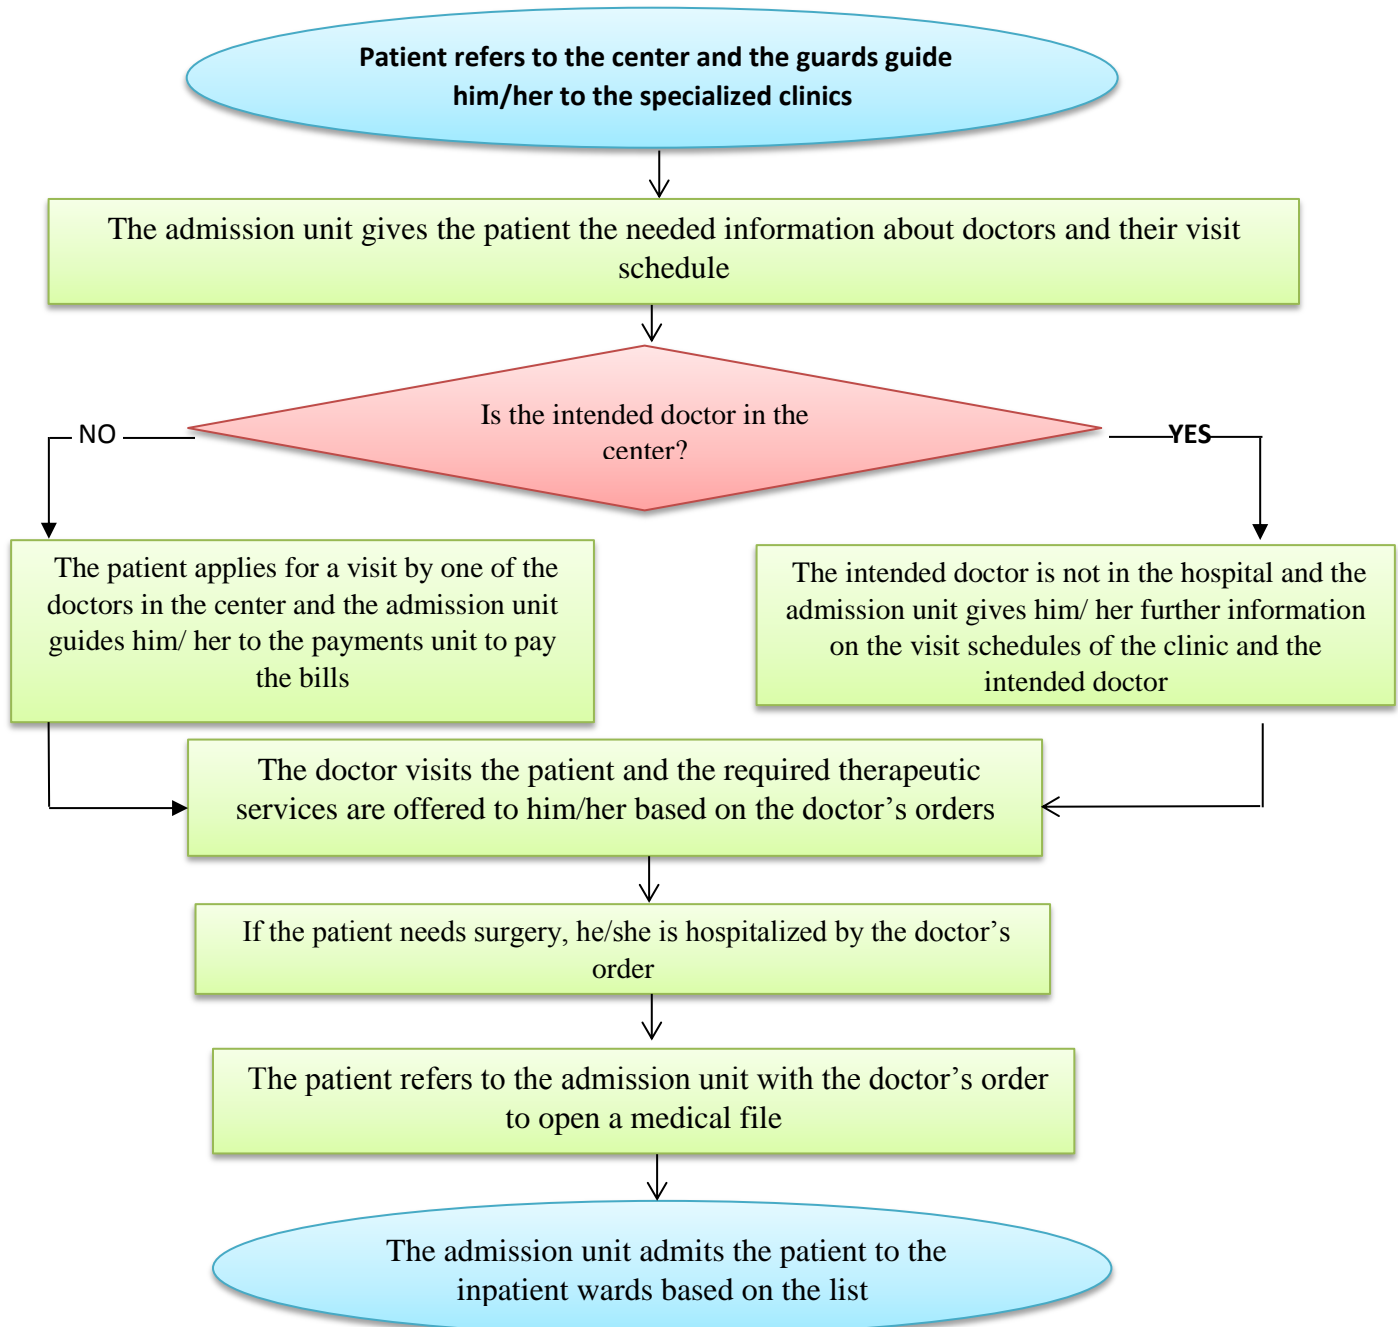 Patient refers to the center and the guards guide
him/her to the specialized clinics
The admission unit gives the patient the needed information about doctors and their visit
schedule
Is the intended doctor in the
center?
NO
YES
The patient applies for a visit by one of the
doctors in the center and the admission unit
guides him/ her to the payments unit to pay
the bills
The intended doctor is not in the hospital and the
admission unit gives him/ her further information
on the visit schedules of the clinic and the
intended doctor
The doctor visits the patient and the required therapeutic
services are offered to him/her based on the doctor’s orders
If the patient needs surgery, he/she is hospitalized by the doctor’s
order
The patient refers to the admission unit with the doctor’s order
to open a medical file
The admission unit admits the patient to the
inpatient wards based on the list